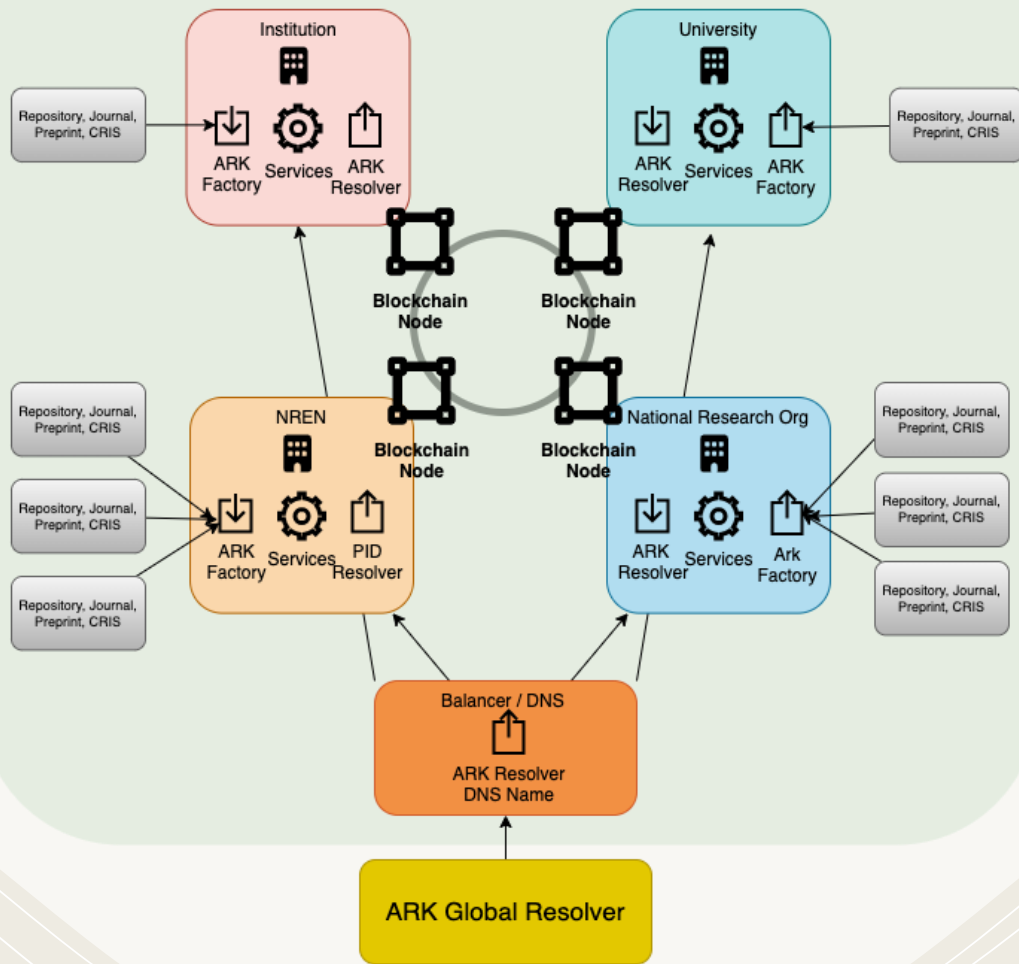 Institution
University
Repository, Journal,
Preprint, CRIS
ARK
Factory
Services
ARK
Resolver
ARK
Resolver
Services
ARK
Factory
Repository, Journal,
Preprint, CRIS
Blockchain
Node
Blockchain
Node
Blockchain
Node
Blockchain
Node
Repository, Journal,
Preprint, CRIS
Repository, Journal,
Preprint, CRIS
Repository, Journal,
Preprint, CRIS
NREN
ARK
Factory
Services
PID
Resolver
National Research Org
ARK
Resolver
Services
Ark
Factory
Repository, Journal,
Preprint, CRIS
Repository, Journal,
Preprint, CRIS
Repository, Journal,
Preprint, CRIS
Balancer / DNS
ARK Resolver
DNS Name
ARK Global Resolver